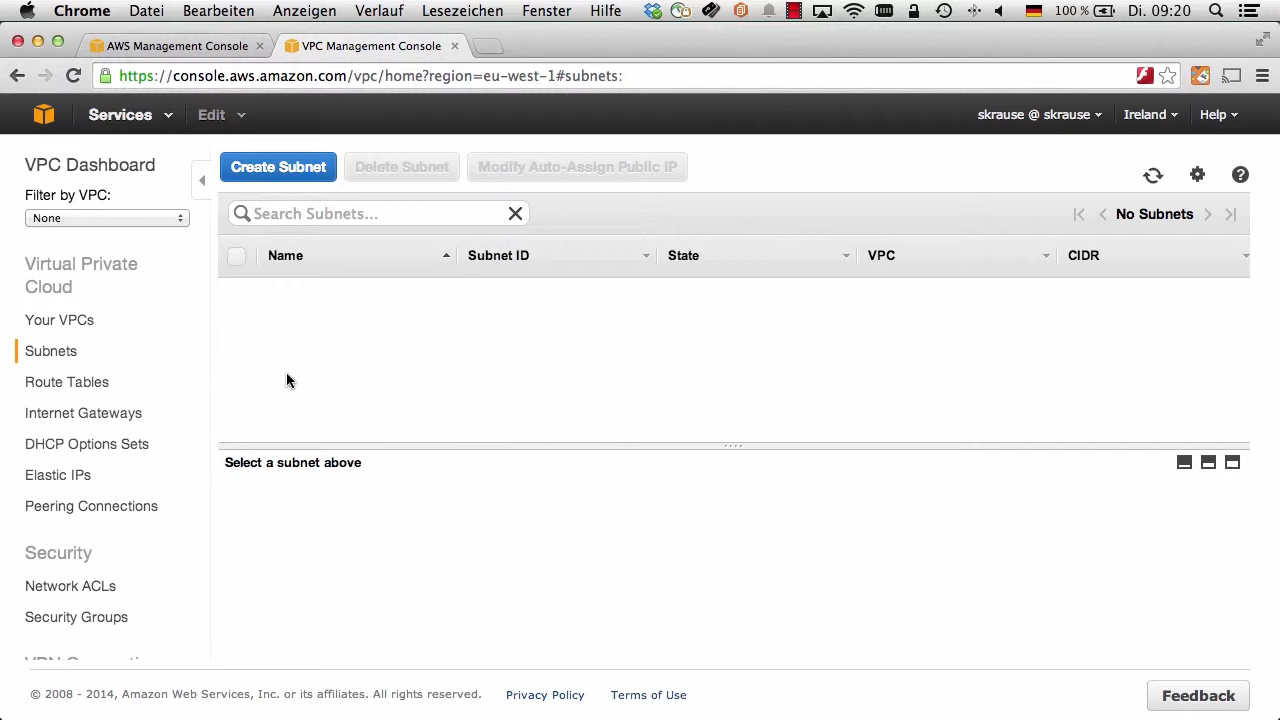 Chrome Datei Bearbeiten Anzeigen Verlauf Lesezeichen Fenster Hilfe 100 % Di. 09:20
AWS Management Console
VPC Management Console
https://console.aws.amazon.com/vpc/home?region=eu-west-1#subnets:
Services Edit skrause @ skrause Ireland Help
VPC Dashboard
Filter by VPC:
None
Virtual Private
Cloud
Your VPCs
Subnets
Route Tables
Internet Gateways
DHCP Options Sets
Elastic IPs
Peering Connections
Security
Network ACLs
Security Groups
Create Subnet Delete Subnet Modify Auto-Assign Public IP
Search Subnets... No Subnets
Name Subnet ID State VPC CIDR
Select a subnet above
© 2008 - 2014, Amazon Web Services, Inc. or its affiliates. All rights reserved. Privacy Policy Terms of Use Feedback